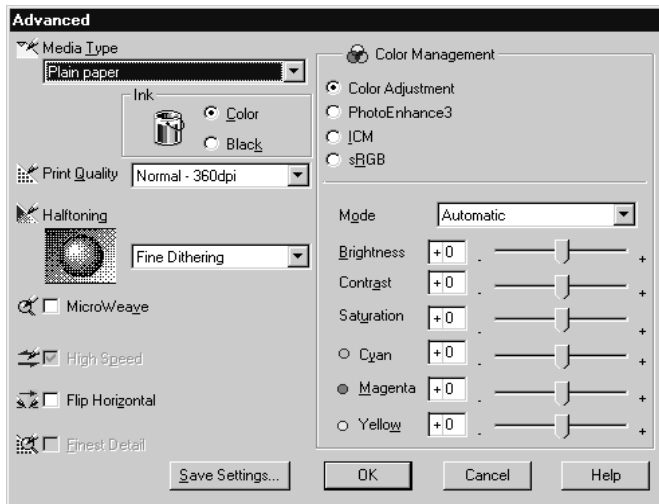 Advanced
Media Type
Plain paper
Ink
Color
Black
Print Quality
Normal - 360dpi
Halftoning
Fine Dithering
MicroWeave
High Speed
Flip Horizontal
Finest Detail
Color Management
Color Adjustment
PhotoEnhance3
ICM
sRGB
Mode
Automatic
Brightness +0 - +
Contrast +0 - +
Saturation +0 - +
Cyan +0 - +
Magenta +0 - +
Yellow +0 - +
Save Settings...
OK
Cancel
Help